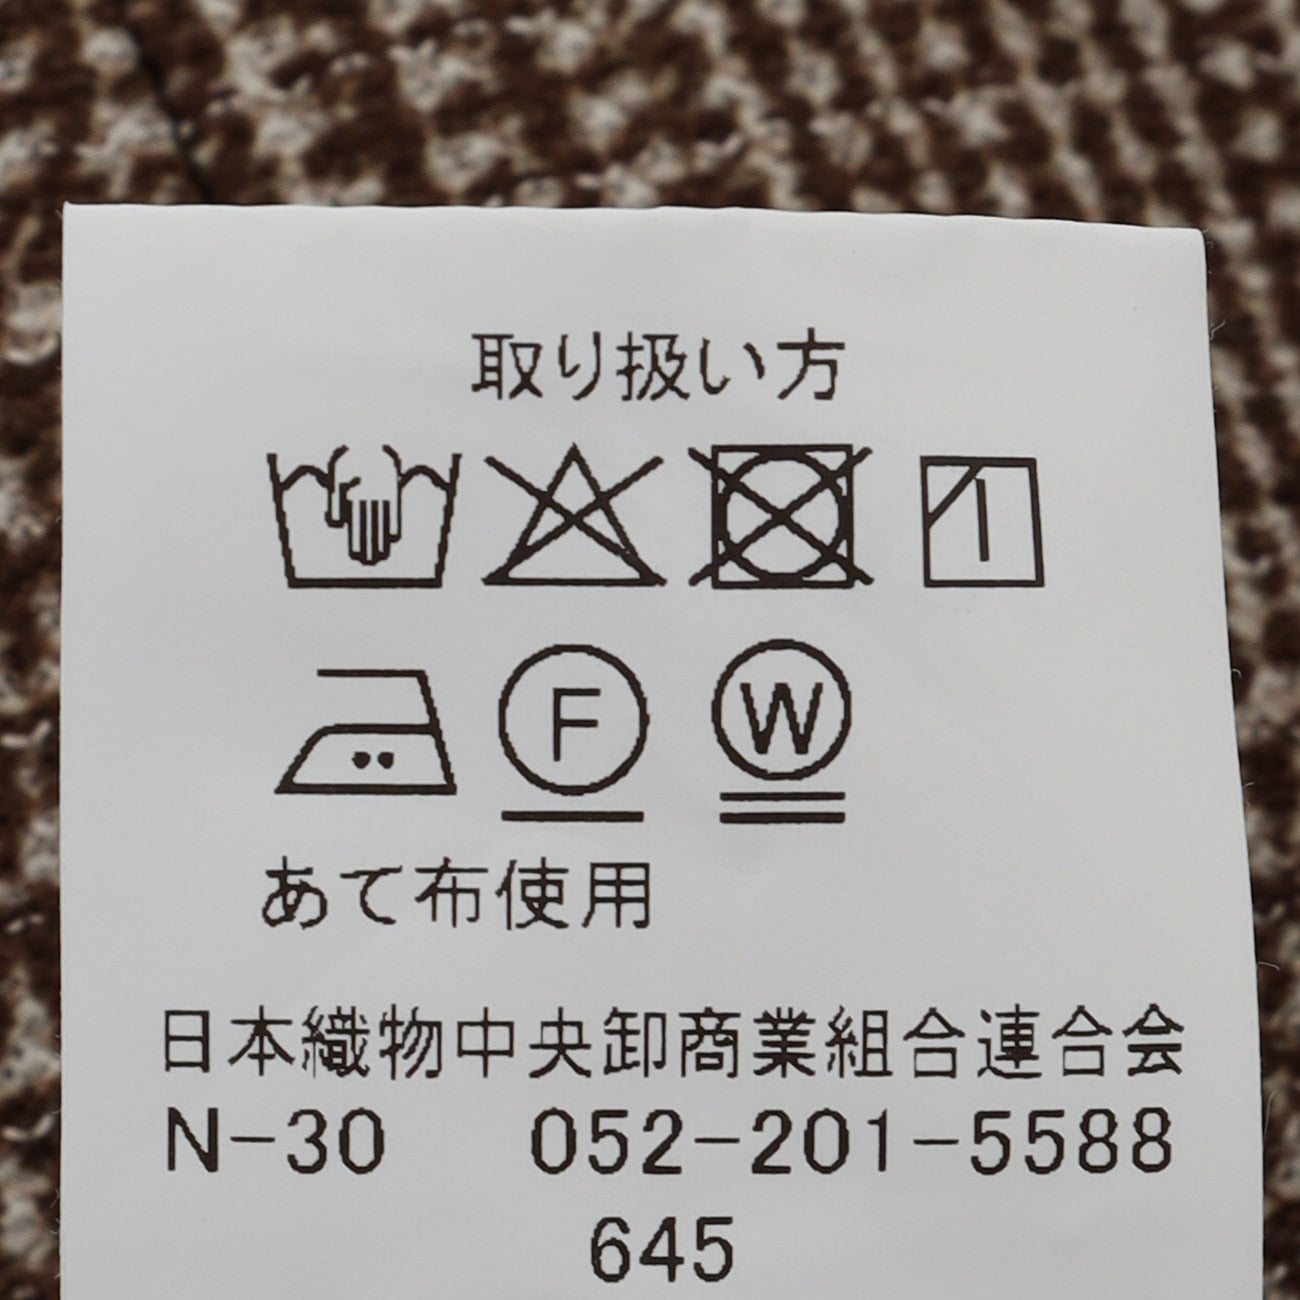 取り扱い方
F W
あて布使用
日本織物中央卸商業組合連合会
N-30 052-201-5588
645